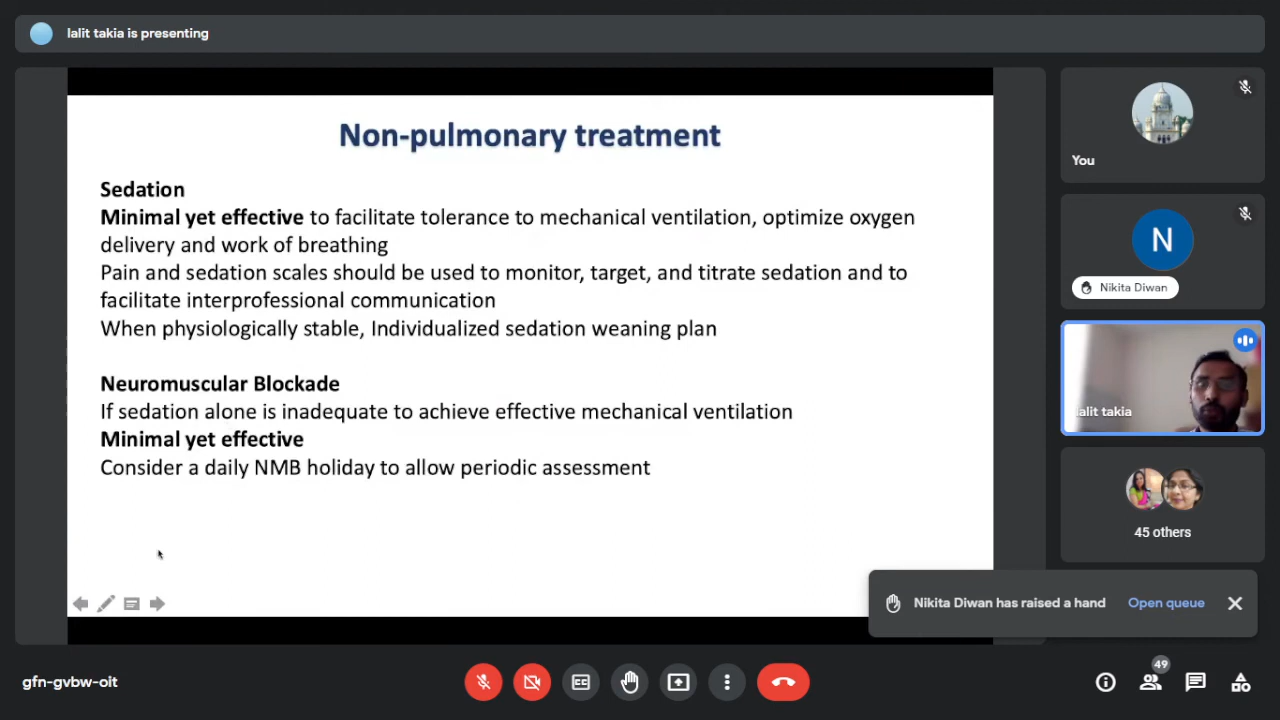 lalit takia is presenting
Non-pulmonary treatment
Sedation
Minimal yet effective to facilitate tolerance to mechanical ventilation, optimize oxygen
delivery and work of breathing
Pain and sedation scales should be used to monitor, target, and titrate sedation and to
facilitate interprofessional communication
When physiologically stable, Individualized sedation weaning plan
Neuromuscular Blockade
If sedation alone is inadequate to achieve effective mechanical ventilation
Minimal yet effective
Consider a daily NMB holiday to allow periodic assessment
You
N
Nikita Diwan
lalit takia
45 others
Nikita Diwan has raised a hand Open queue
gfn-gvbw-oit
CC
49